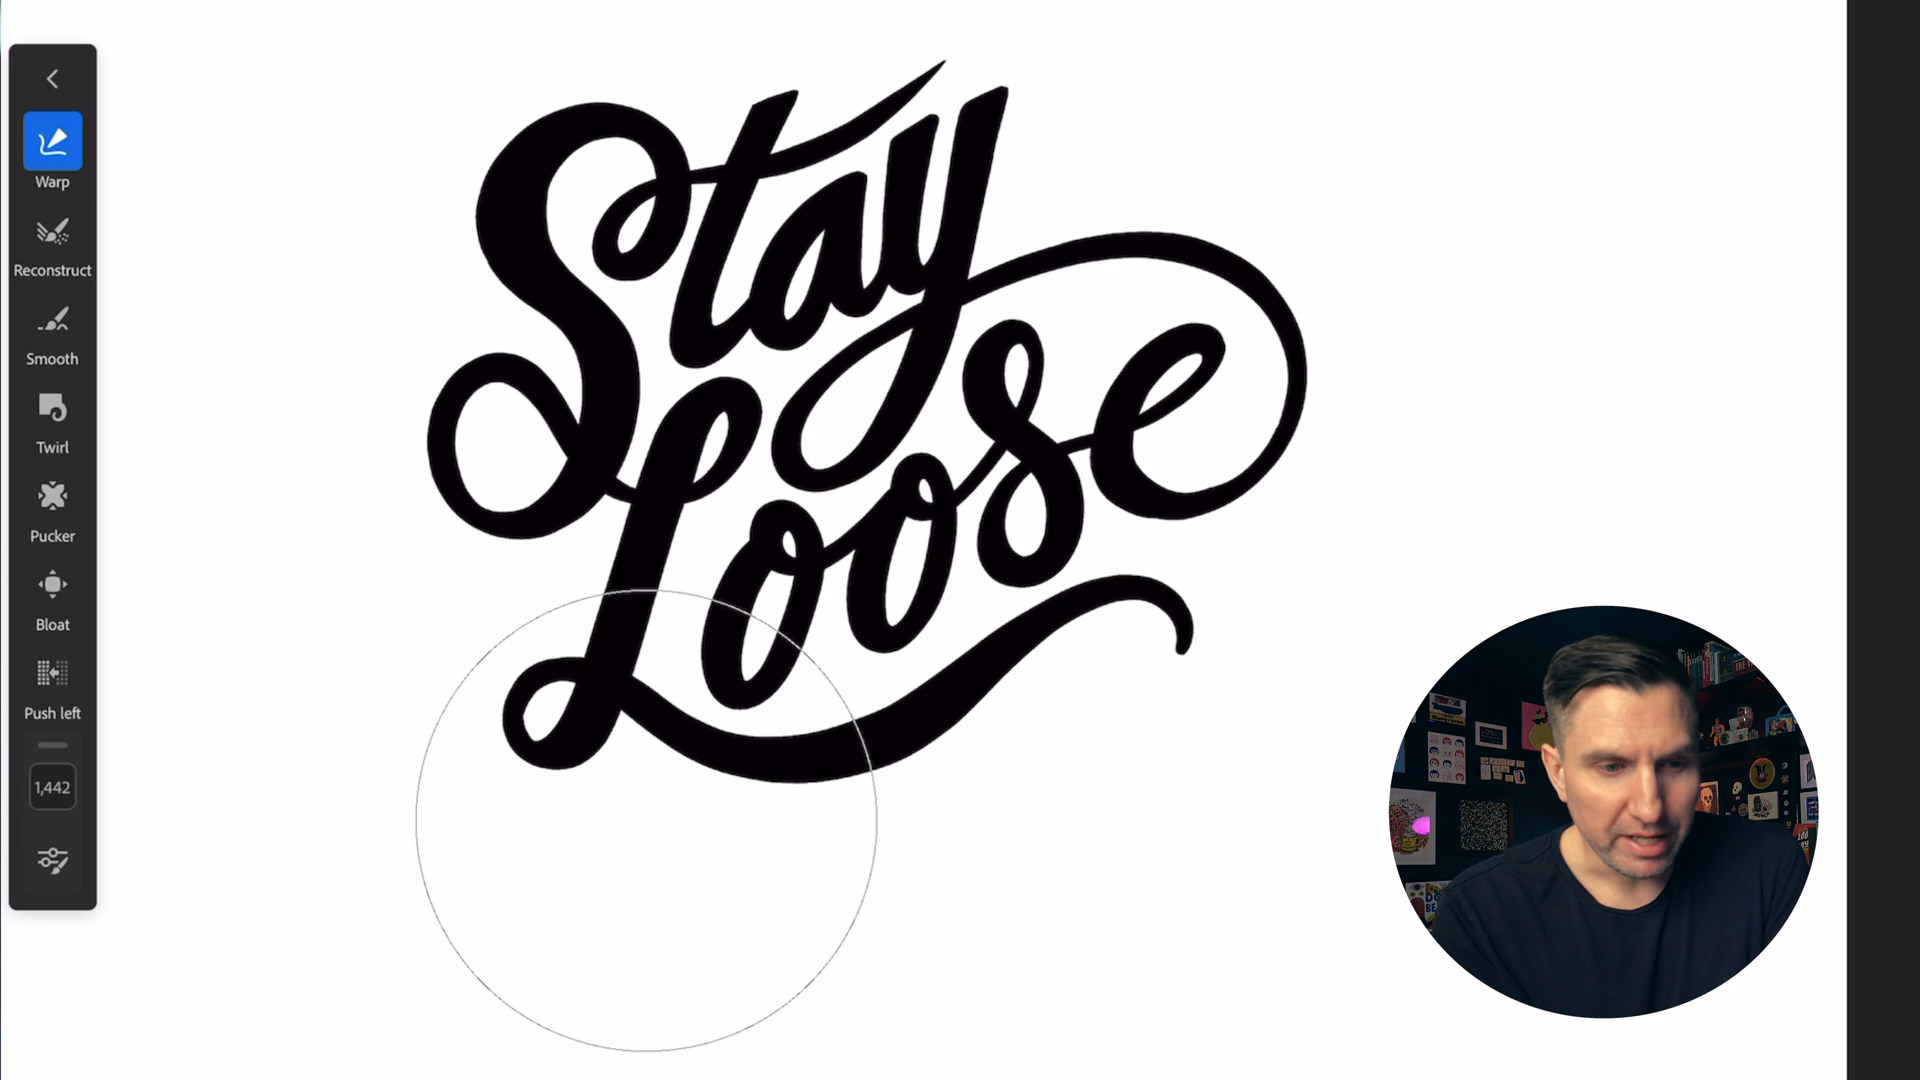 Warp
Reconstruct
Smooth
Twirl
Pucker
Bloat
Push left
1,442
Stay
Loose